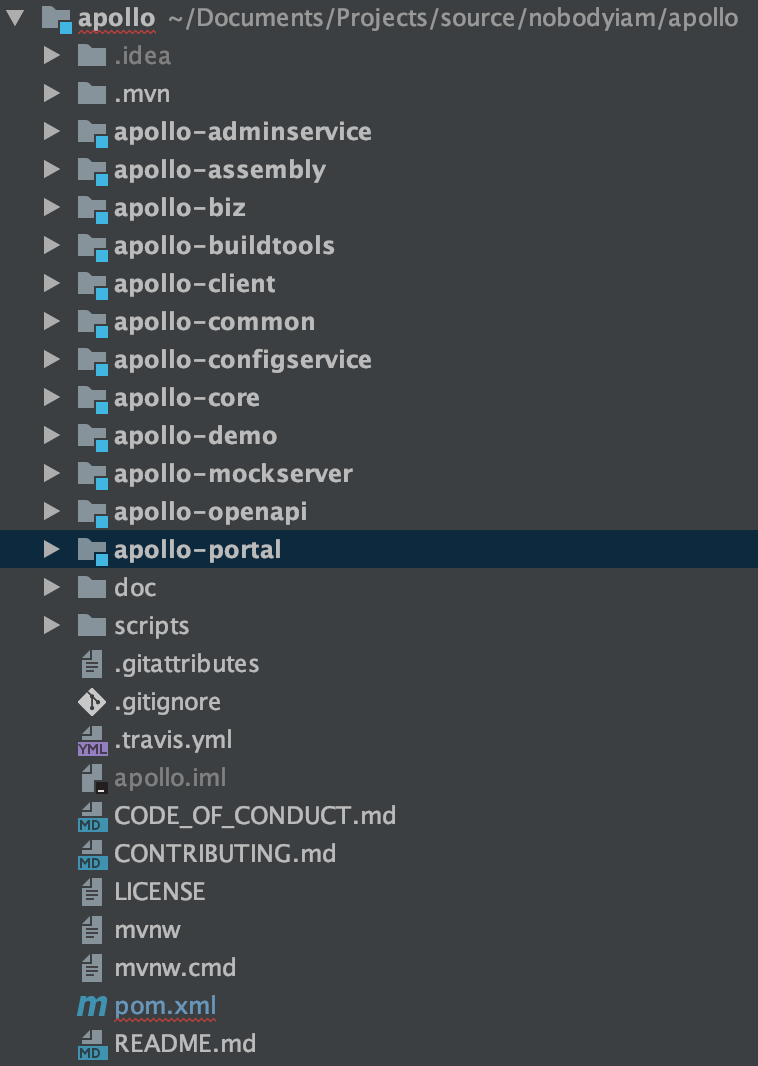 apollo ~/Documents/Projects/source/nobodyiam/apollo
.idea
.mvn
apollo-adminservice
apollo-assembly
apollo-biz
apollo-buildtools
apollo-client
apollo-common
apollo-configservice
apollo-core
apollo-demo
apollo-mockserver
apollo-openapi
apollo-portal
doc
scripts
.gitattributes
.gitignore
YML .travis.yml
apollo.iml
MD CODE_OF_CONDUCT.md
MD CONTRIBUTING.md
LICENSE
mvnw
mvnw.cmd
m pom.xml
MD README.md